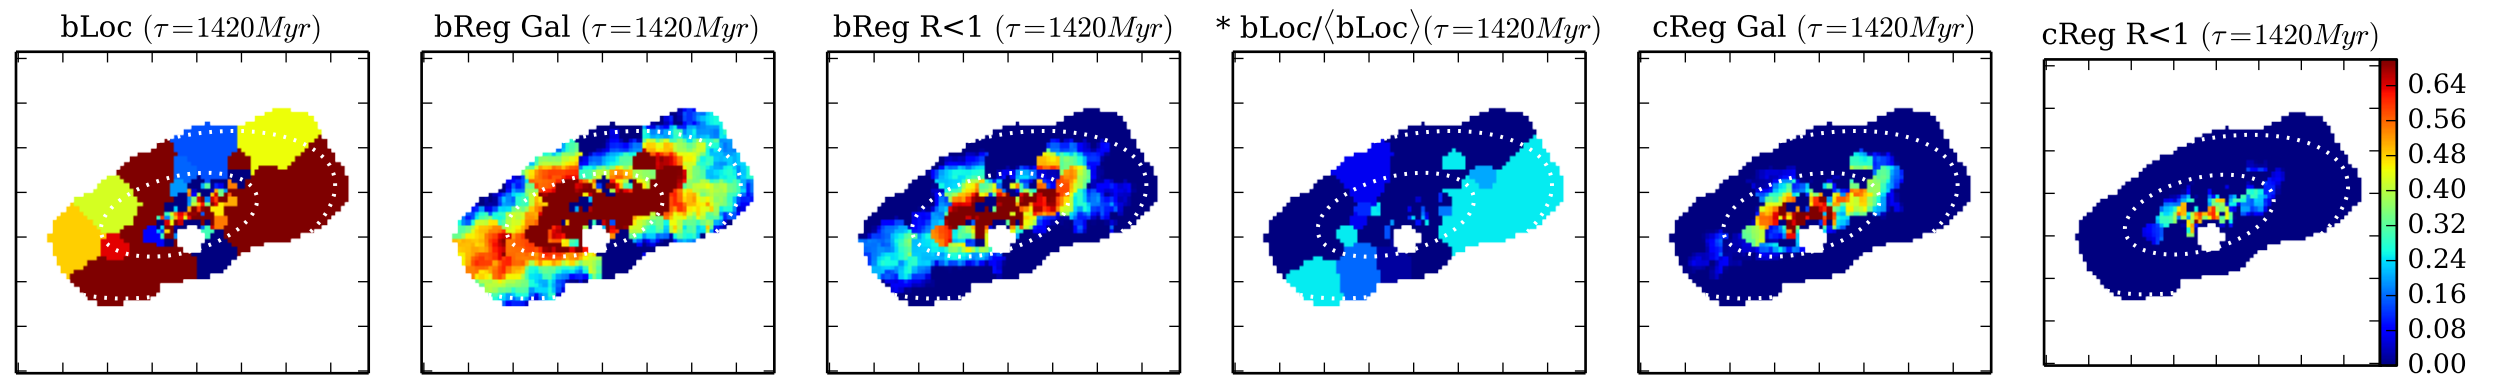 bLoc (τ=1420Myr)
bReg Gal (τ=1420Myr)
bReg R<1 (τ=1420Myr)
* bLoc/⟨bLoc⟩(τ=1420Myr)
cReg Gal (τ=1420Myr)
cReg R<1 (τ=1420Myr)
0.64
0.56
0.48
0.40
0.32
0.24
0.16
0.08
0.00